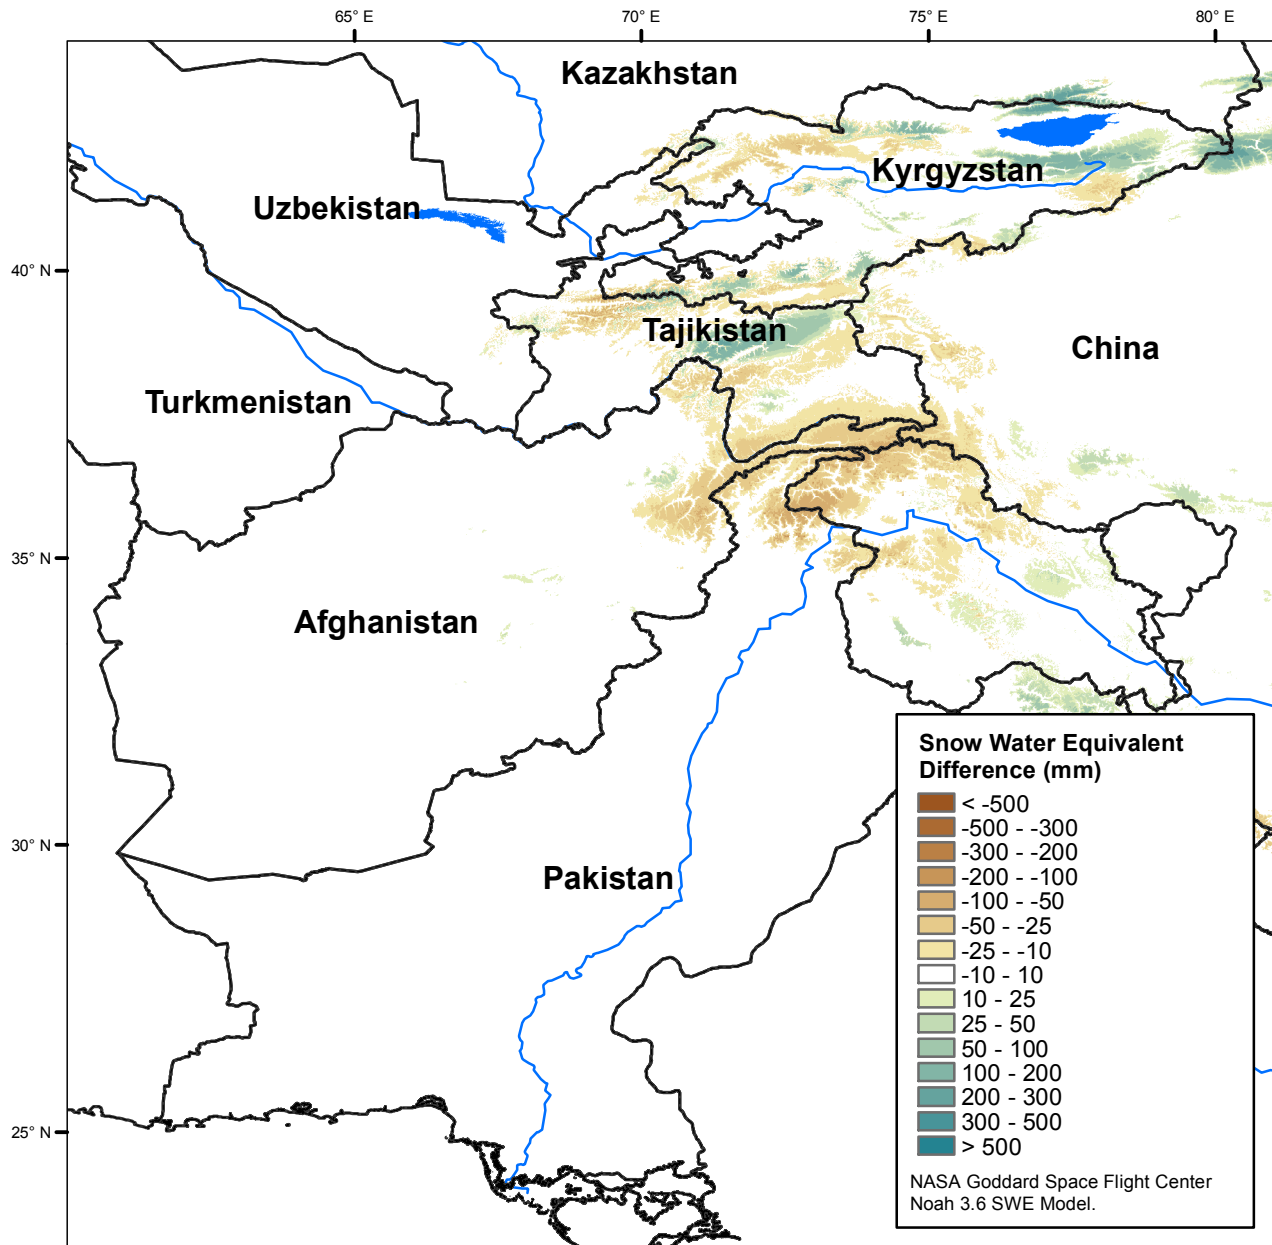 65° E
70° E
75° E
80° E
Kazakhstan
Kyrgyzstan
Uzbekistan
40° N
Tajikistan
China
Turkmenistan
35° N
Afghanistan
30° N
Pakistan
25° N
Snow Water Equivalent
Difference (mm)
< -500
-500 - -300
-300 - -200
-200 - -100
-100 - -50
-50 - -25
-25 - -10
-10 - 10
10 - 25
25 - 50
50 - 100
100 - 200
200 - 300
300 - 500
> 500
NASA Goddard Space Flight Center
Noah 3.6 SWE Model.